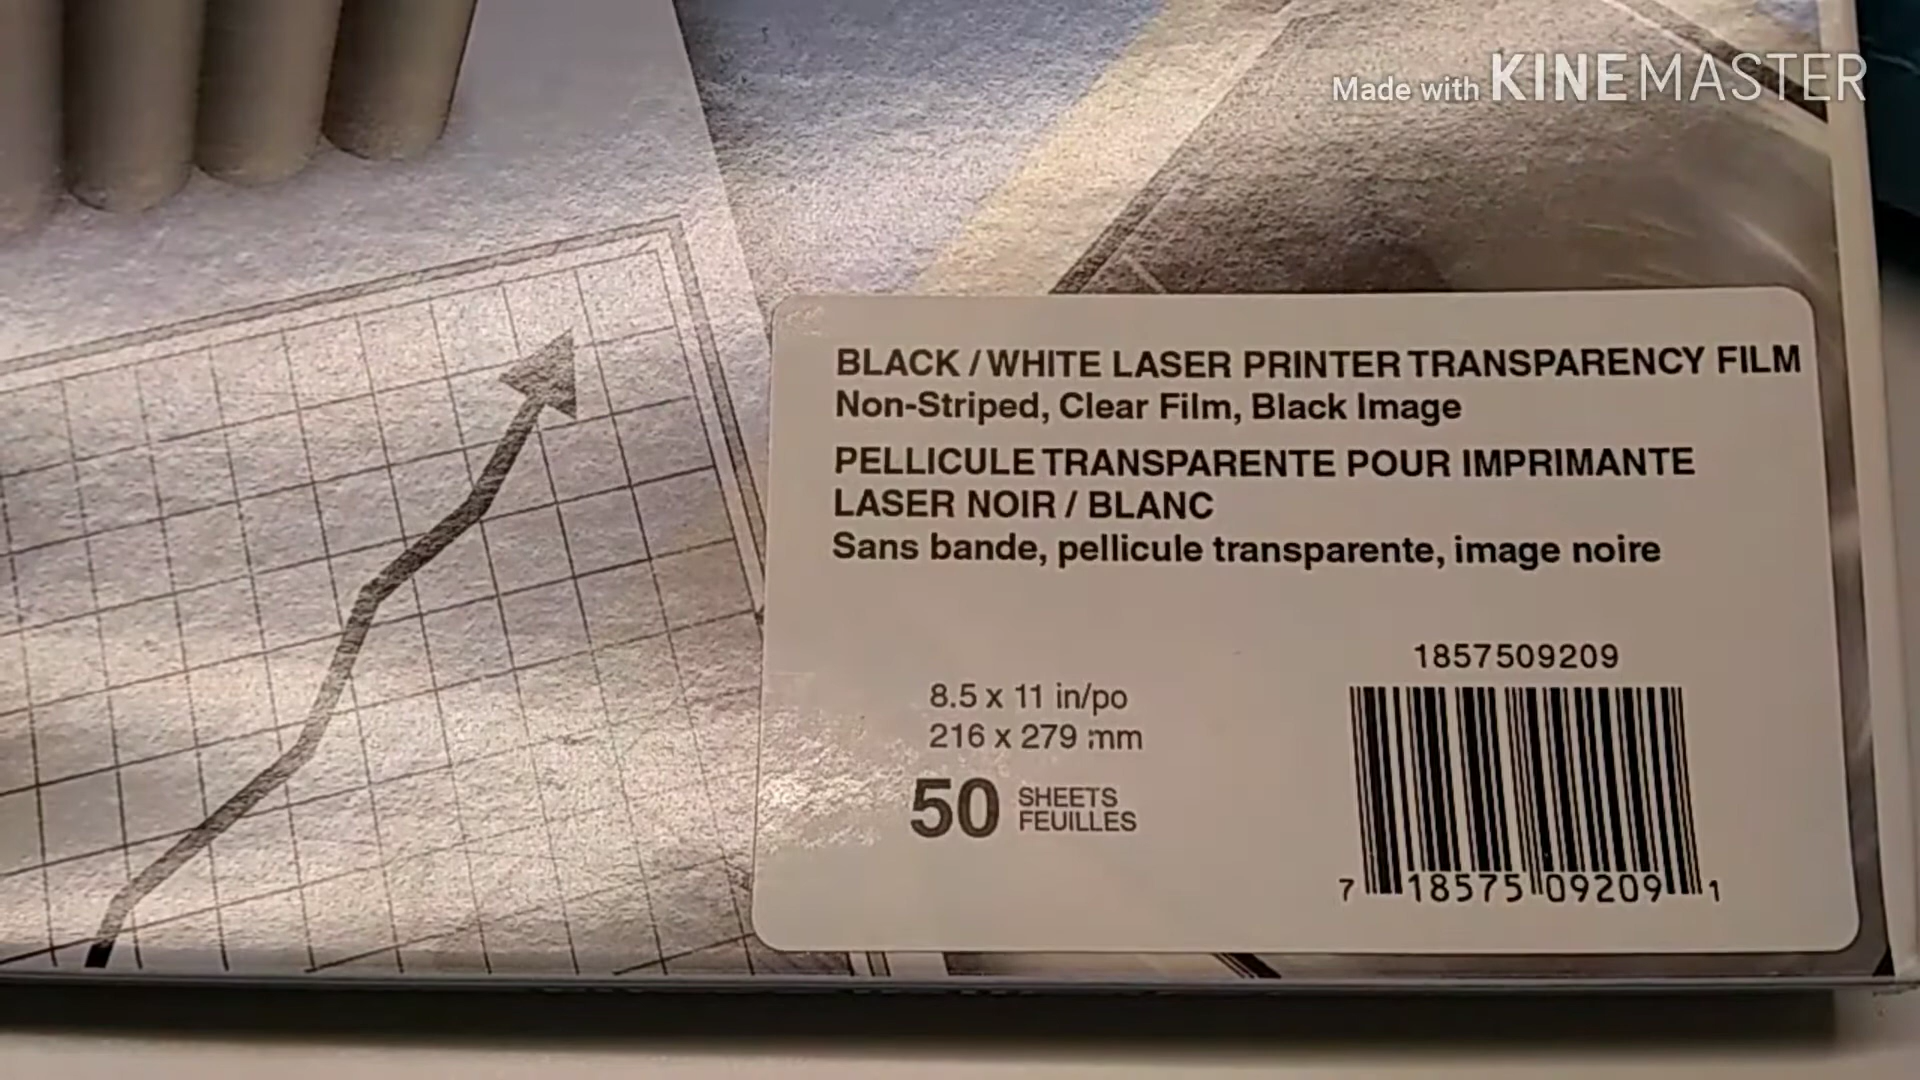 Made with KINEMASTER
BLACK / WHITE LASER PRINTER TRANSPARENCY FILM
Non-Striped, Clear Film, Black Image
PELLICULE TRANSPARENTE POUR IMPRIMANTE
LASER NOIR / BLANC
Sans bande, pellicule transparente, image noire
1857509209
8.5 x 11 in/po
216 x 279 mm
50 SHEETS
FEUILLES
7 18575 09209 1